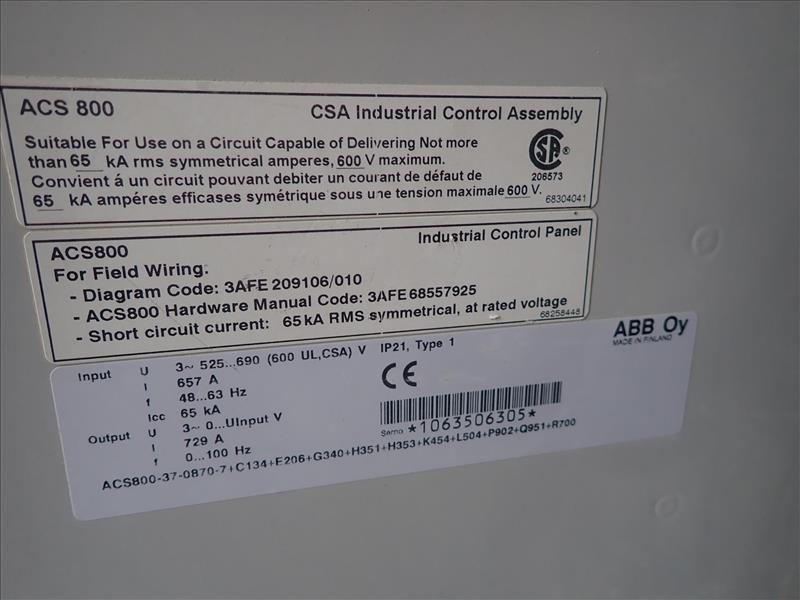 ACS 800 CSA Industrial Control Assembly
Suitable For Use on a Circuit Capable of Delivering Not more
than 65 kA rms symmetrical amperes, 600 V maximum.
Convient á un circuit pouvant debiter un courant de défaut de
65 kA ampéres efficases symétrique sous une tension maximale 600 V.
SA ®
206573
68304041
ACS800 Industrial Control Panel
For Field Wiring:
- Diagram Code: 3AFE 209106/010
- ACS800 Hardware Manual Code: 3AFE 68557925
- Short circuit current: 65 kA RMS symmetrical, at rated voltage
68258448
ABB Oy
MADE IN FINLAND
Input U 3~ 525...690 (600 UL,CSA) V IP21, Type 1
I 657 A
f 48...63 Hz
Icc 65 kA
CE
Output U 3~ 0...UInput V
I 729 A
f 0...100 Hz
Serno *1063506305*
ACS800-37-0870-7+C134+E206+G340+H351+H353+K454+L504+P902+Q951+R700